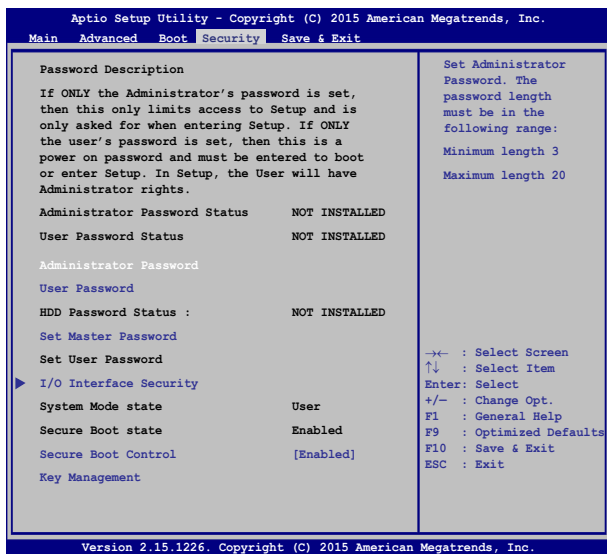 Aptio Setup Utility - Copyright (C) 2015 American Megatrends, Inc.
Main Advanced Boot Security Save & Exit
Password Description
If ONLY the Administrator's password is set,
then this only limits access to Setup and is
only asked for when entering Setup. If ONLY
the user's password is set, then this is a
power on password and must be entered to boot
or enter Setup. In Setup, the User will have
Administrator rights.
Administrator Password Status NOT INSTALLED
User Password Status NOT INSTALLED
Administrator Password
User Password
HDD Password Status : NOT INSTALLED
Set Master Password
Set User Password
I/O Interface Security
System Mode state User
Secure Boot state Enabled
Secure Boot Control [Enabled]
Key Management
Set Administrator
Password. The
password length
must be in the
following range:
Minimum length 3
Maximum length 20
→← : Select Screen
↑↓ : Select Item
Enter: Select
+/— : Change Opt.
F1 : General Help
F9 : Optimized Defaults
F10 : Save & Exit
ESC : Exit
Version 2.15.1226. Copyright (C) 2015 American Megatrends, Inc.